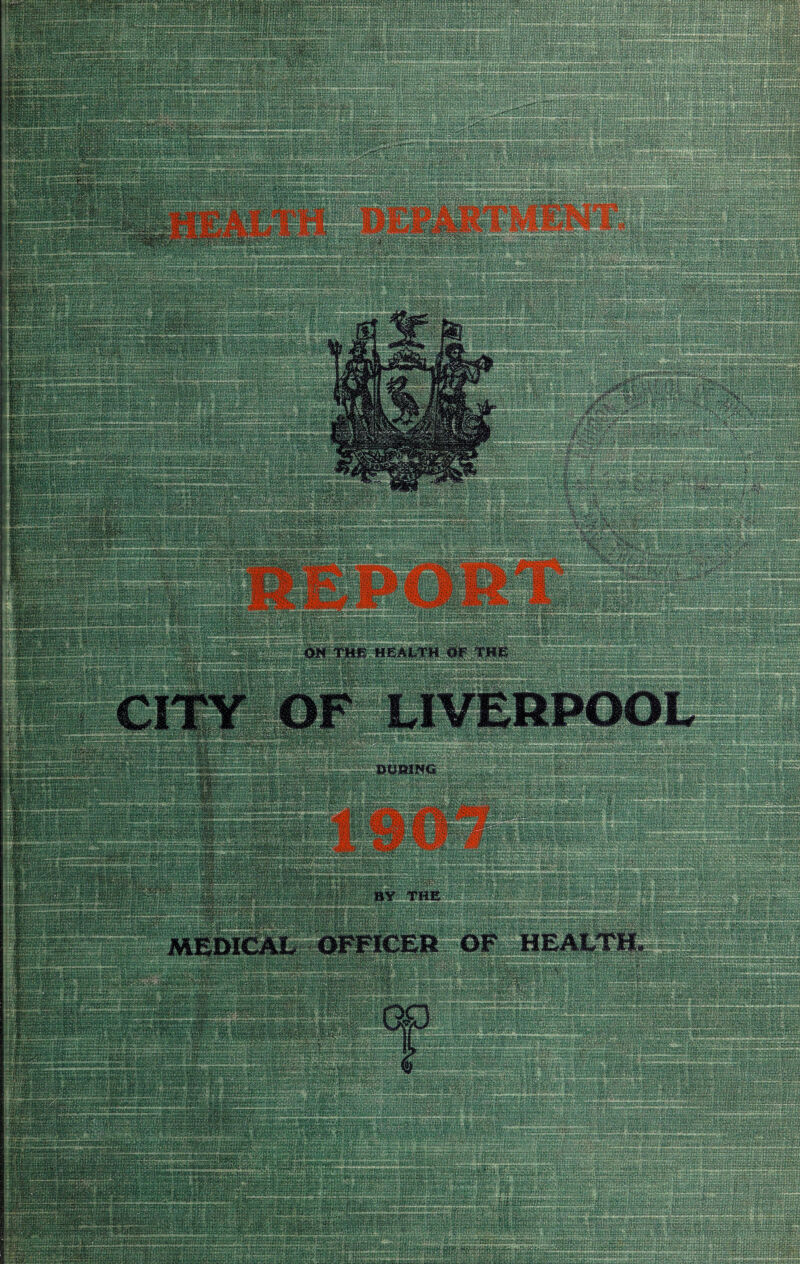 HEALTH DEPARTMENT.
REPORT
ON THE HEALTH OF THE
CITY OF LIVERPOOL
DURING
1907
BY THE
MEDICAL OFFICER OF HEALTH.